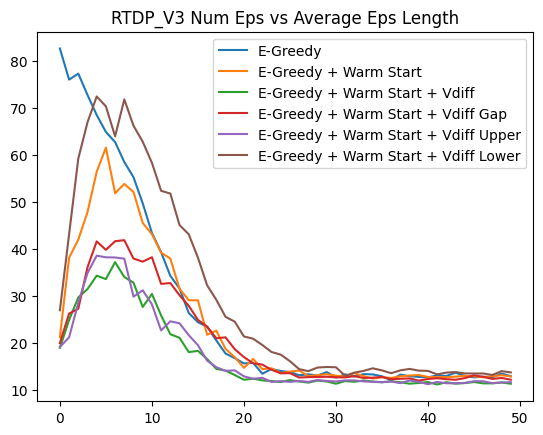 RTDP_V3 Num Eps vs Average Eps Length
E-Greedy
E-Greedy + Warm Start
E-Greedy + Warm Start + Vdiff
E-Greedy + Warm Start + Vdiff Gap
E-Greedy + Warm Start + Vdiff Upper
E-Greedy + Warm Start + Vdiff Lower
80
70
60
50
40
30
20
10
0 10 20 30 40 50